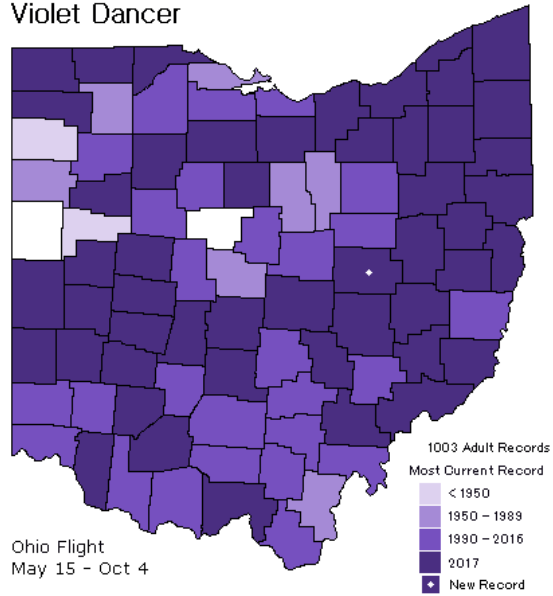 Violet Dancer
1003 Adult Records
Most Current Record
< 1950
1950 - 1989
1990 - 2016
2017
New Record
Ohio Flight
May 15 - Oct 4